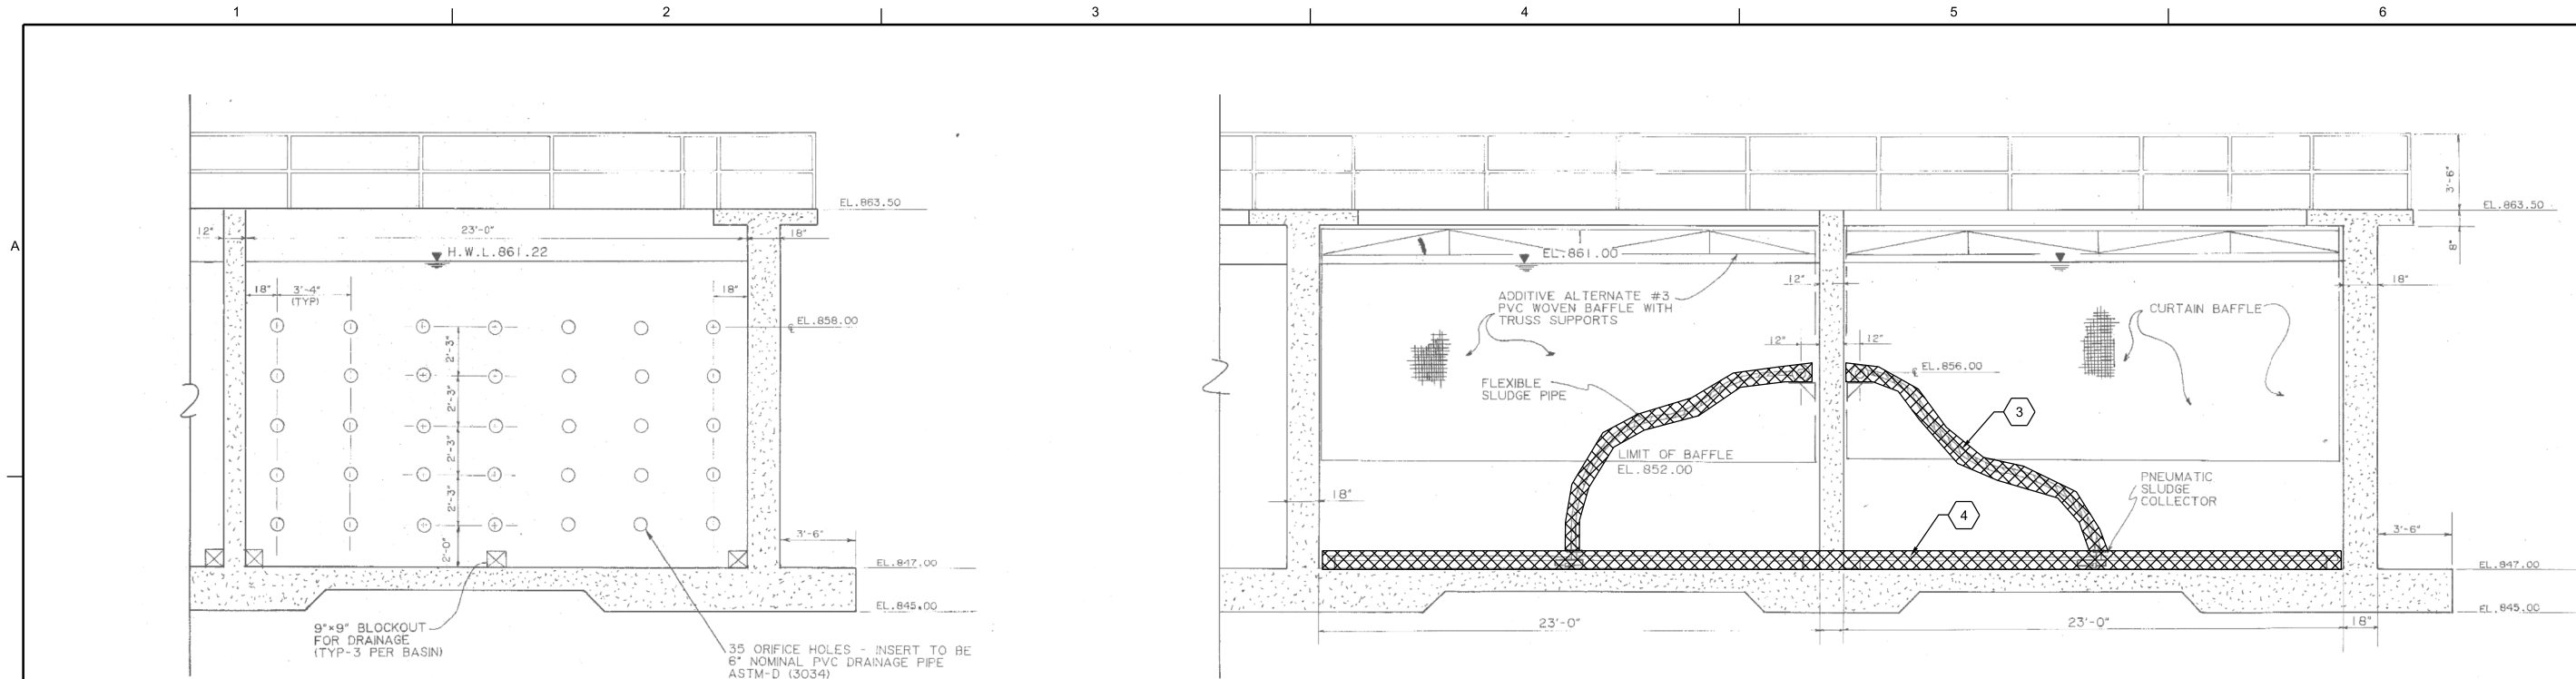 1
2
3
4
5
6
A
EL.863.50
12"
23'-0"
18"
H.W.L.861.22
18"
3'-4"
(TYP)
18"
EL.858.00
2'-3"
2'-3"
2'-3"
2'-3"
2'-0"
3'-6"
EL.847.00
EL.845.00
9"x9" BLOCKOUT
FOR DRAINAGE
(TYP-3 PER BASIN)
35 ORIFICE HOLES - INSERT TO BE
6" NOMINAL PVC DRAINAGE PIPE
ASTM-D (3034)
3'-6"
EL.863.50
8"
EL.861.00
12"
18"
ADDITIVE ALTERNATE #3
PVC WOVEN BAFFLE WITH
TRUSS SUPPORTS
CURTAIN BAFFLE
12"
12"
EL.856.00
FLEXIBLE
SLUDGE PIPE
3
LIMIT OF BAFFLE
EL.852.00
PNEUMATIC
SLUDGE
COLLECTOR
18"
4
3'-6"
EL.847.00
EL.845.00
23'-0"
23'-0"
18"